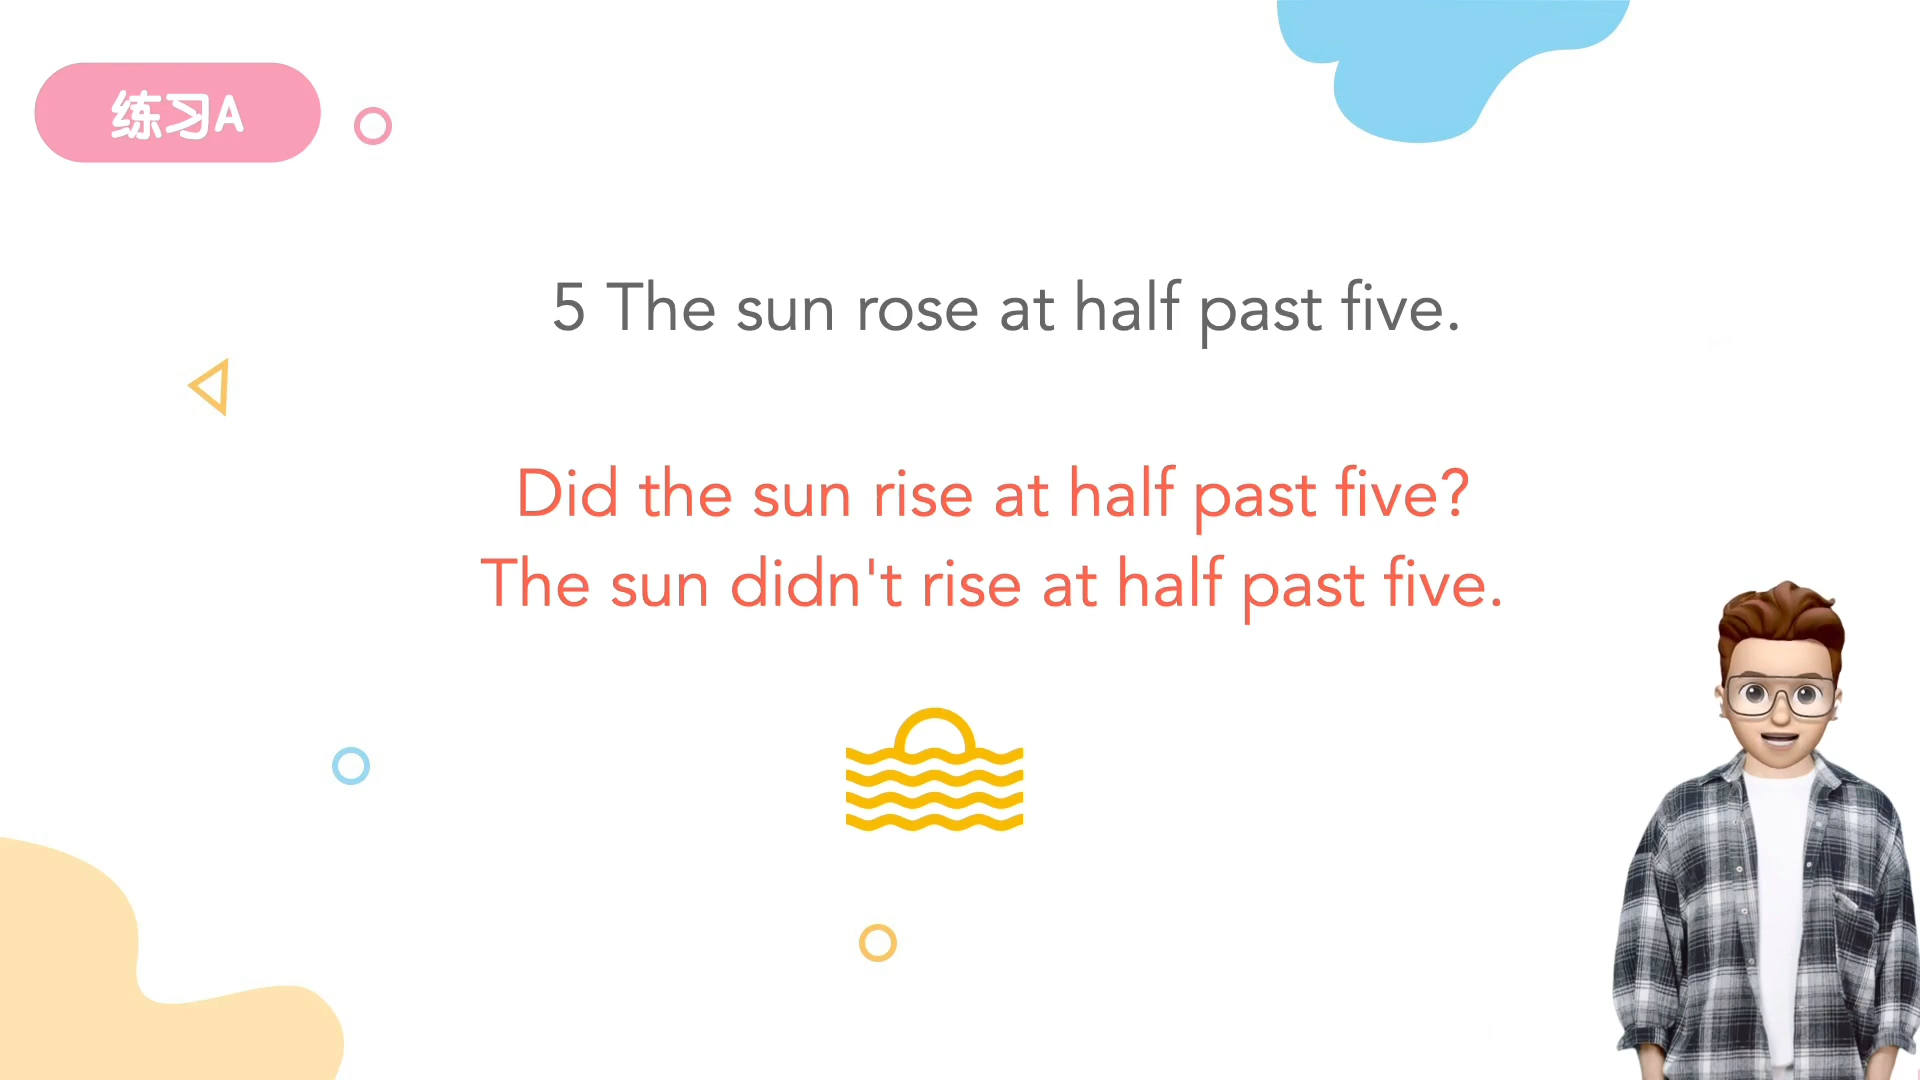 练习A
5 The sun rose at half past five.
Did the sun rise at half past five?
The sun didn't rise at half past five.